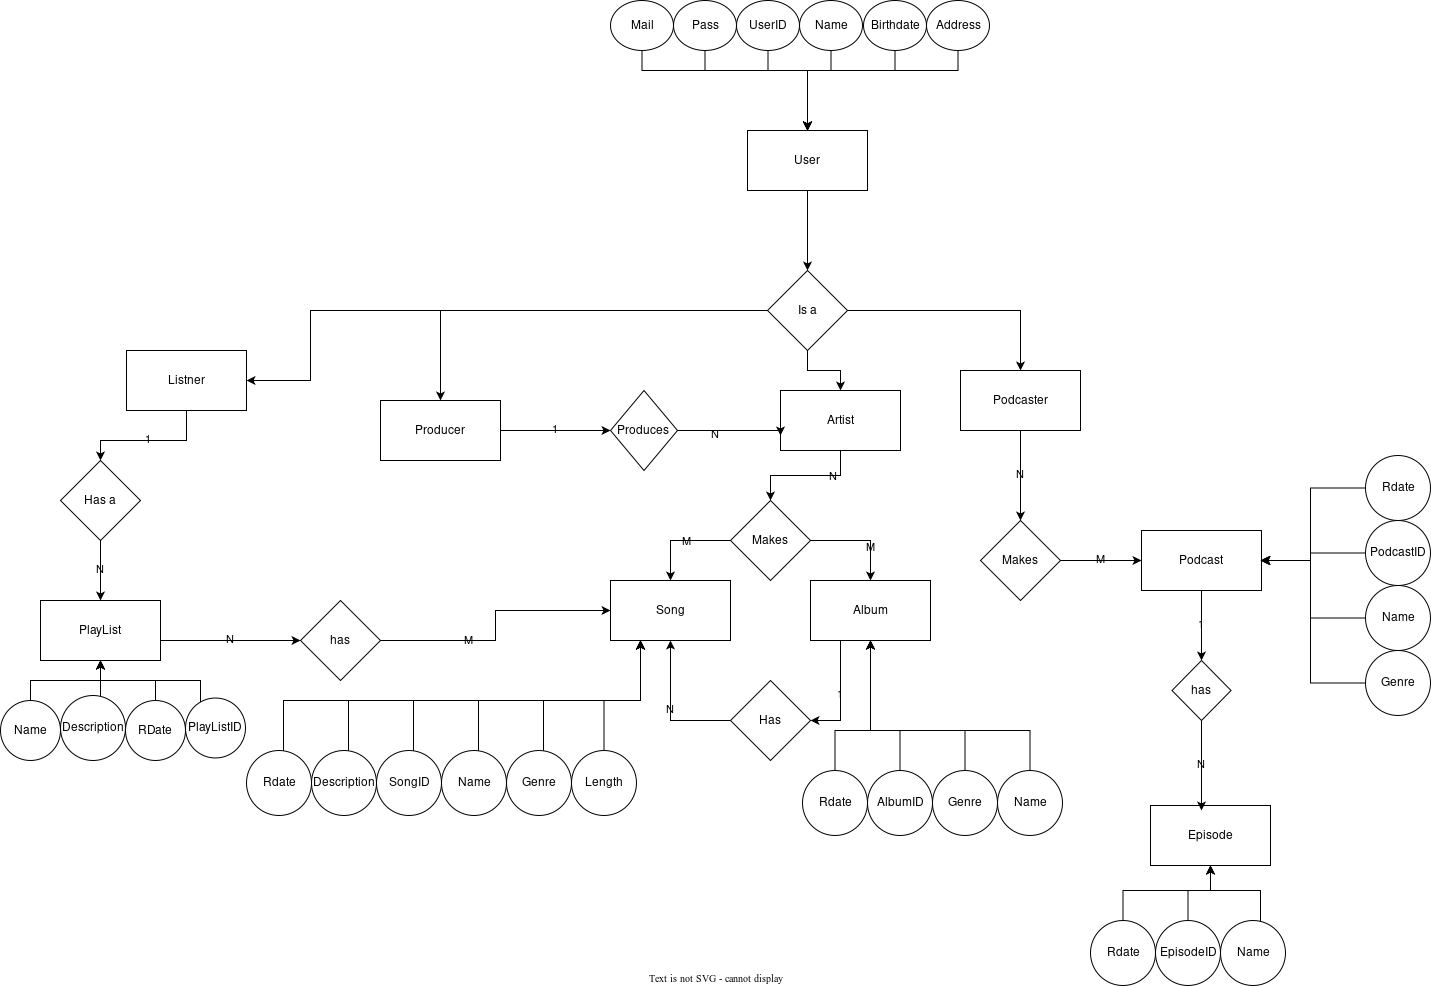 Mail
Pass
UserID
Name
Birthdate
Address
User
Is a
Listner
Producer
Produces
Artist
Podcaster
1
1
N
N
N
Has a
Makes
Makes
Rdate
PodcastID
Name
Genre
M
M
M
Podcast
N
PlayList
N
has
M
Song
Album
1
has
Name
Description
RDate
PlayListID
N
Has
1
N
Rdate
Description
SongID
Name
Genre
Length
Rdate
AlbumID
Genre
Name
Episode
Rdate
EpisodeID
Name
Text is not SVG - cannot display